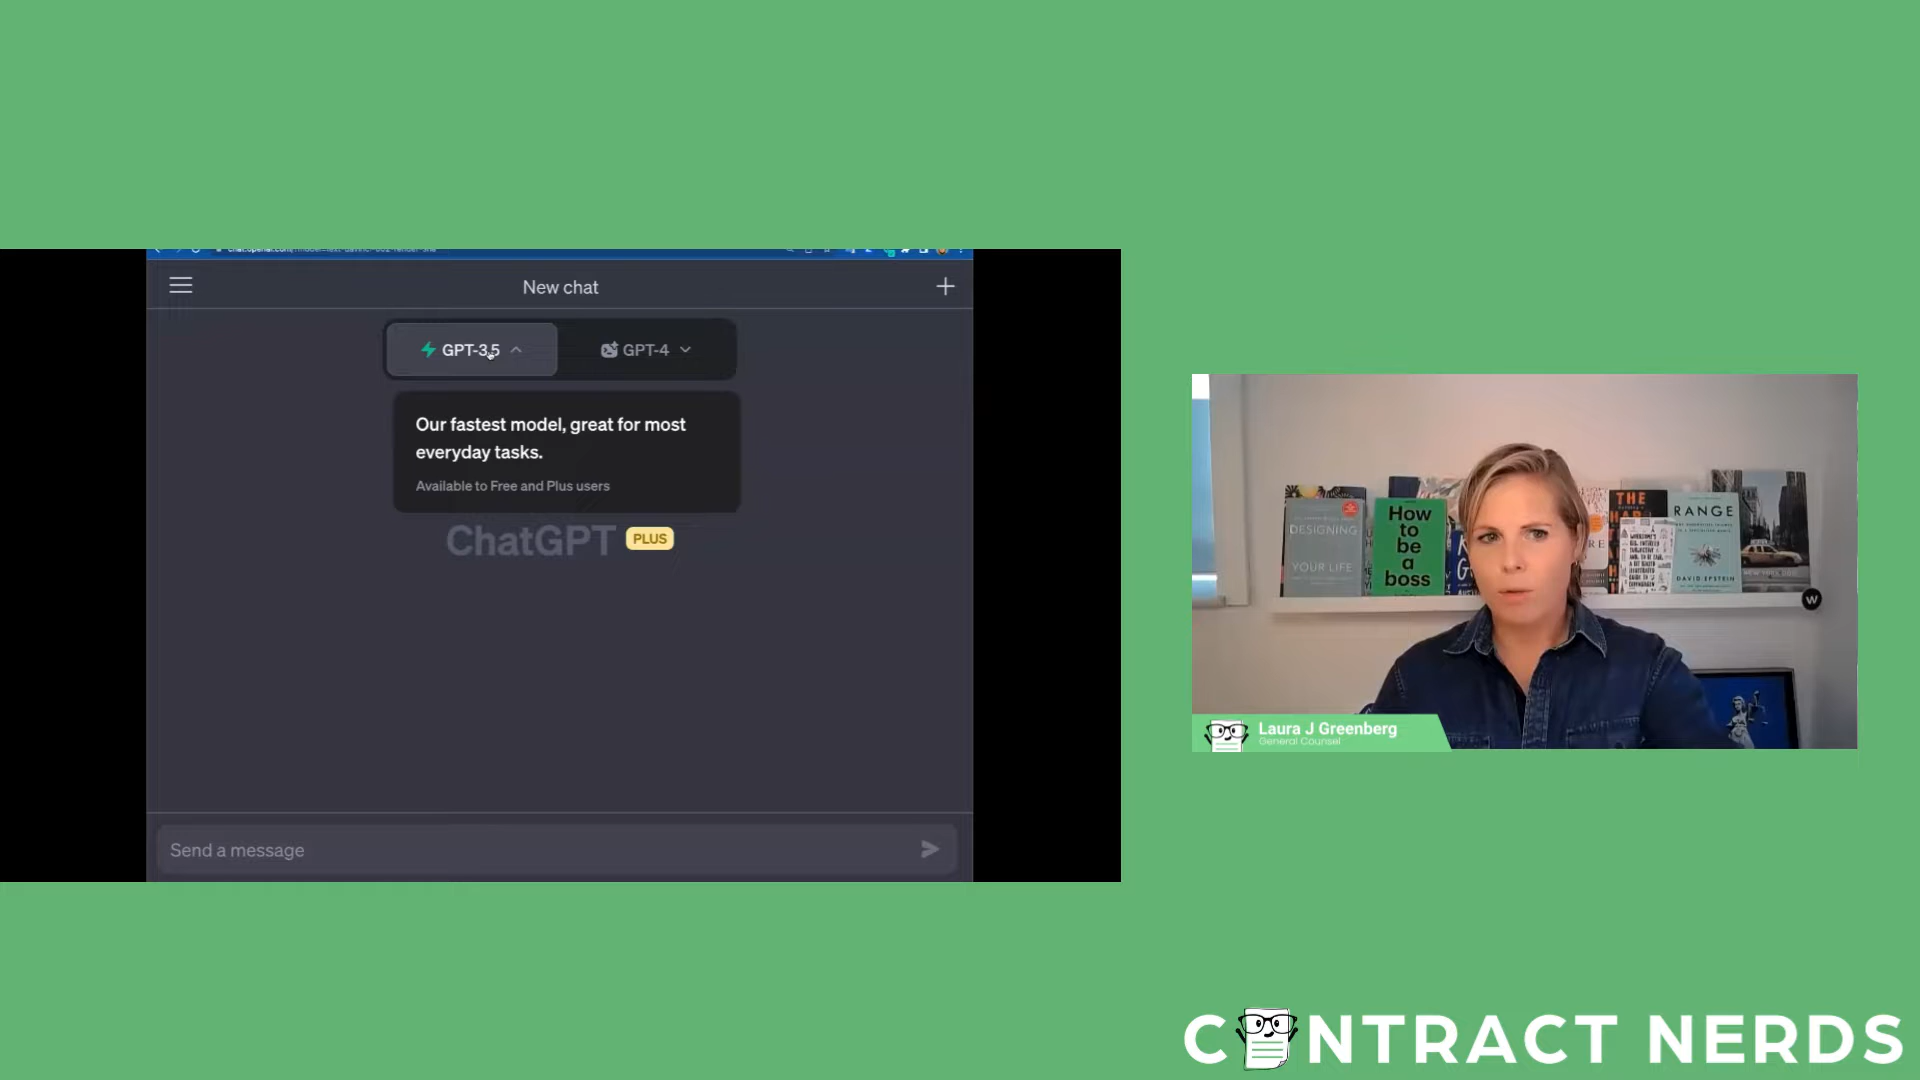 New chat
GPT-3.5
GPT-4
Our fastest model, great for most
everyday tasks.
Available to Free and Plus users
ChatGPT PLUS
Send a message
DESIGNING
YOUR LIFE
How
to
be
a
boss
THE
RANGE
DAVID EPSTEIN
W
Laura J Greenberg
General Counsel
CONTRACT NERDS